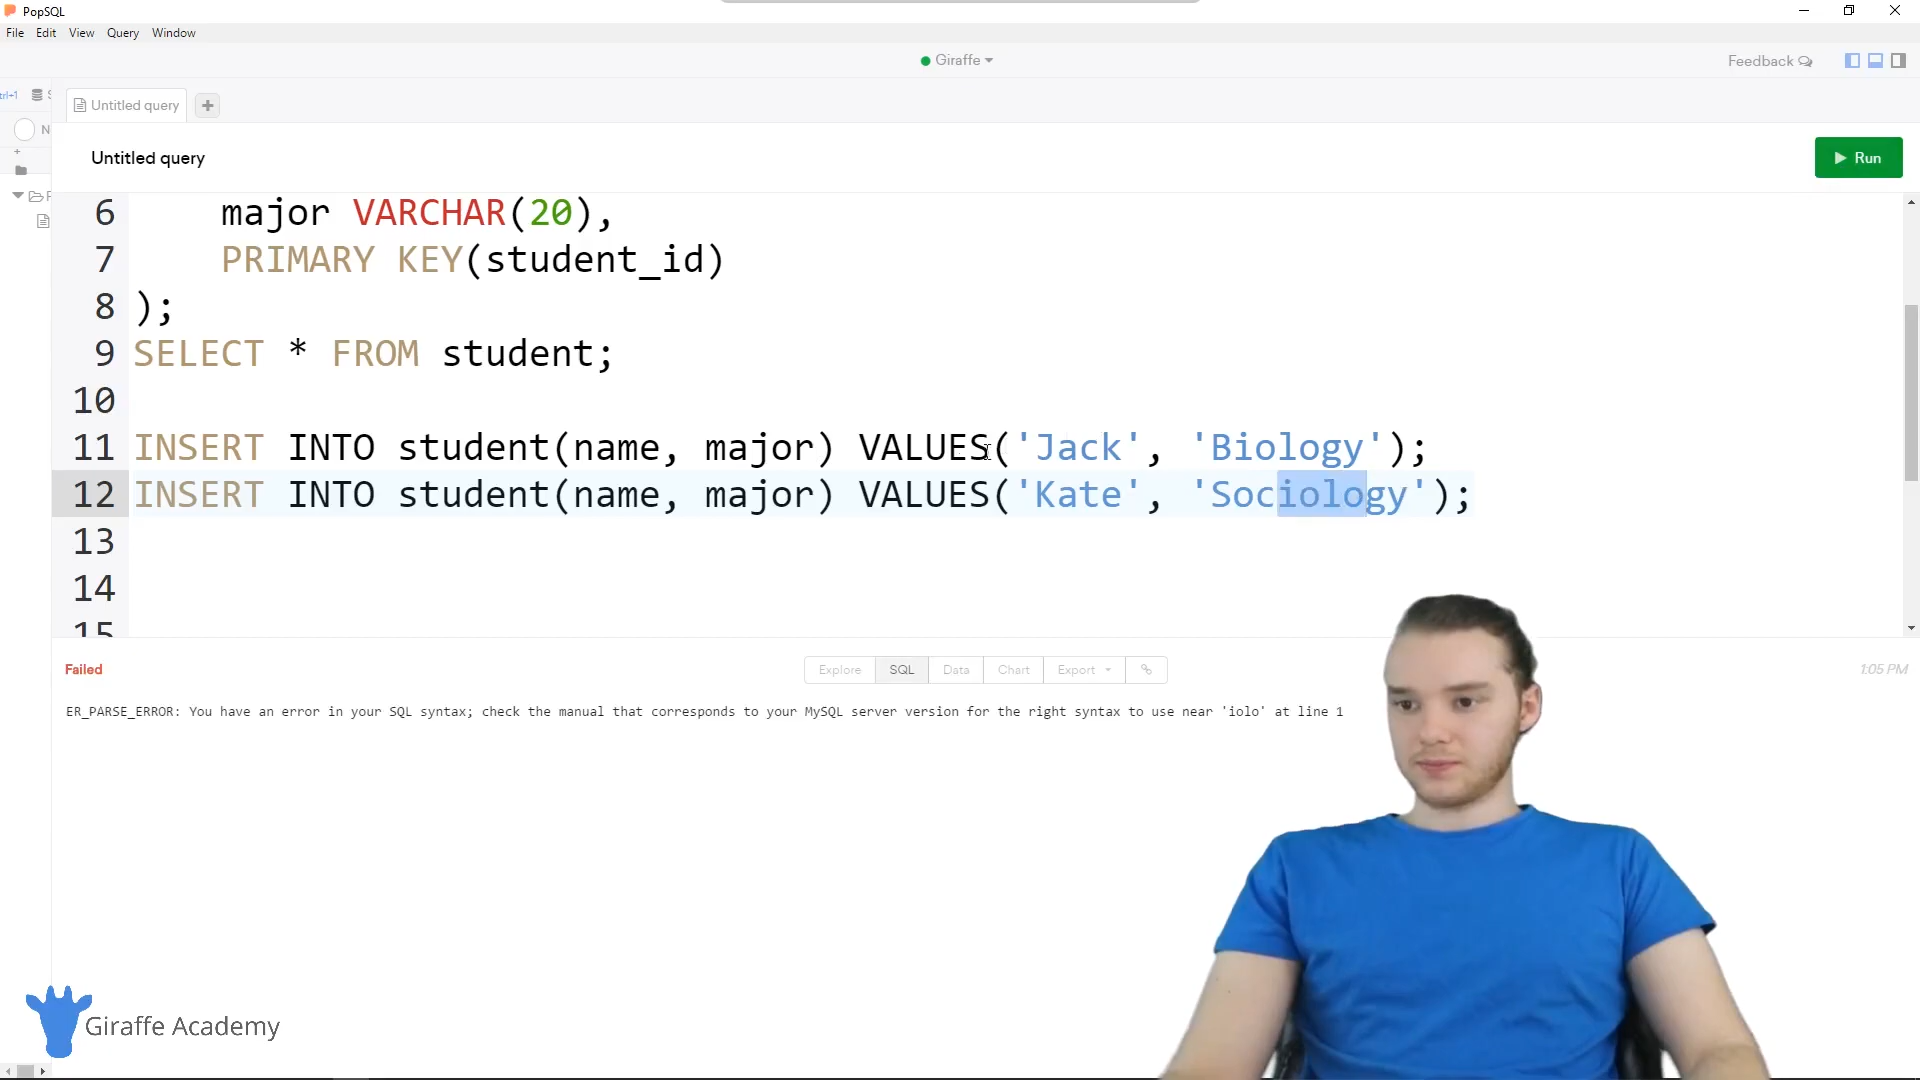 PopSQL
File Edit View Query Window
Giraffe
Feedback
trl+1 S
Untitled query +
N
Untitled query
Run
+
6 major VARCHAR(20),
7 PRIMARY KEY(student_id)
8 );
9 SELECT * FROM student;
10
11 INSERT INTO student(name, major) VALUES('Jack', 'Biology');
12 INSERT INTO student(name, major) VALUES('Kate', 'Sociology');
13
14
15
Failed Explore SQL Data Chart Export 1:05 PM
ER_PARSE_ERROR: You have an error in your SQL syntax; check the manual that corresponds to your MySQL server version for the right syntax to use near 'iolo' at line 1
Giraffe Academy